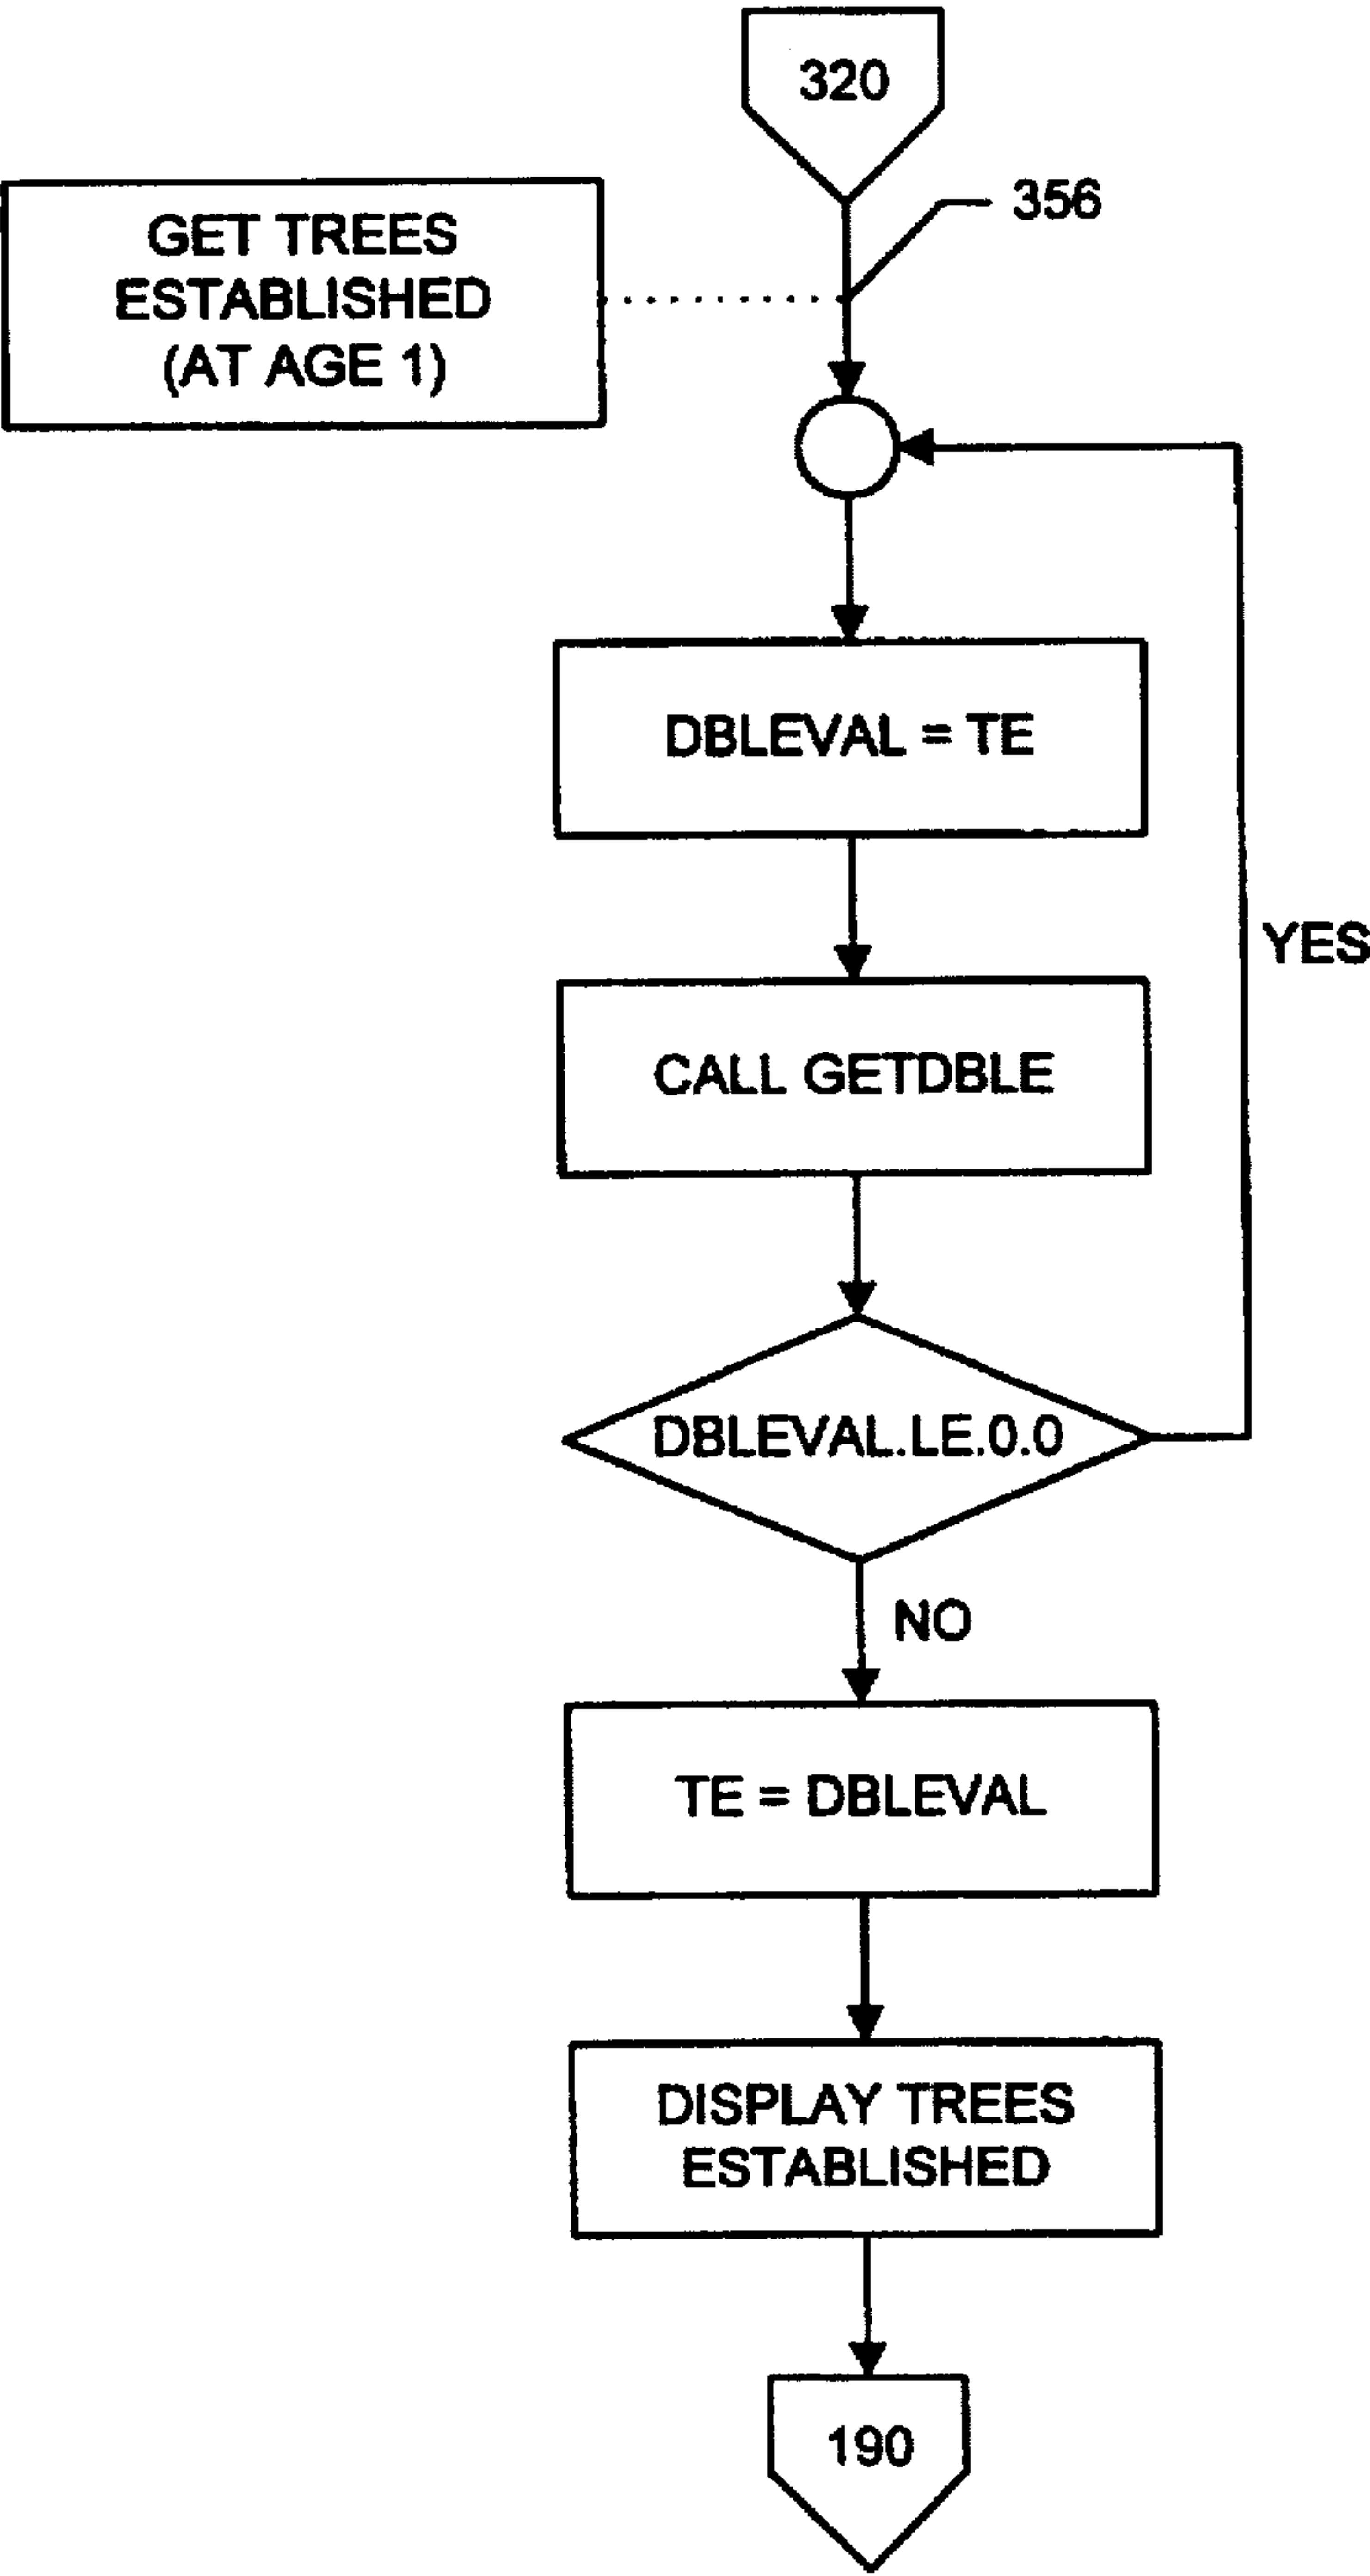 320
356
GET TREES
ESTABLISHED
(AT AGE 1)
DBLEVAL = TE
CALL GETDBLE
YES
DBLEVAL.LE.0.0
NO
TE = DBLEVAL
DISPLAY TREES
ESTABLISHED
190